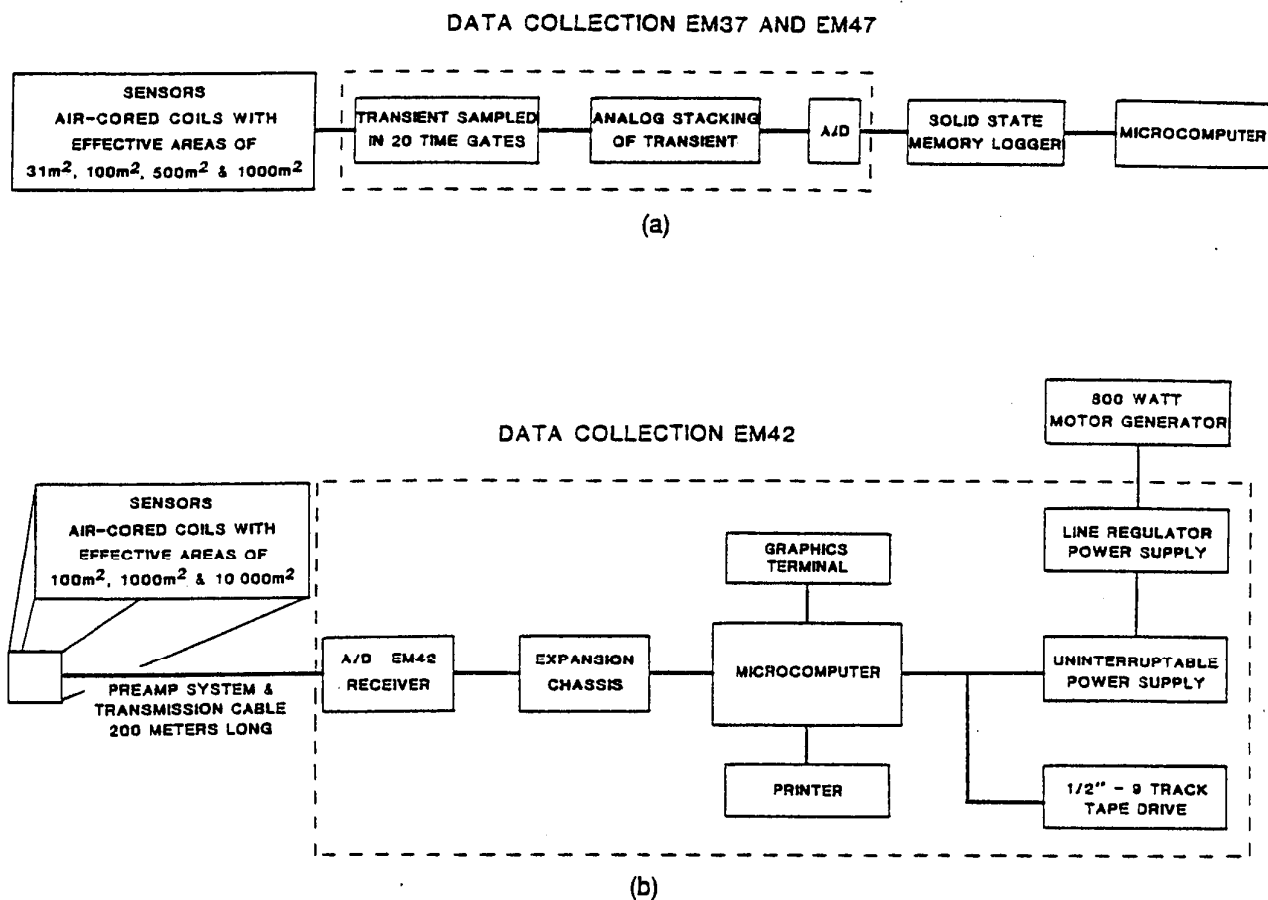 DATA COLLECTION EM37 AND EM47
SENSORS
AIR-CORED COILS WITH
EFFECTIVE AREAS OF
31m², 100m², 500m² & 1000m²
TRANSIENT SAMPLED
IN 20 TIME GATES
ANALOG STACKING
OF TRANSIENT
A/D
SOLID STATE
MEMORY LOGGER
MICROCOMPUTER
(a)
DATA COLLECTION EM42
800 WATT
MOTOR GENERATOR
SENSORS
AIR-CORED COILS WITH
EFFECTIVE AREAS OF
100m², 1000m² & 10 000m²
GRAPHICS
TERMINAL
LINE REGULATOR
POWER SUPPLY
A/D EM42
RECEIVER
EXPANSION
CHASSIS
MICROCOMPUTER
UNINTERRUPTABLE
POWER SUPPLY
PREAMP SYSTEM &
TRANSMISSION CABLE
200 METERS LONG
PRINTER
1/2" - 9 TRACK
TAPE DRIVE
(b)